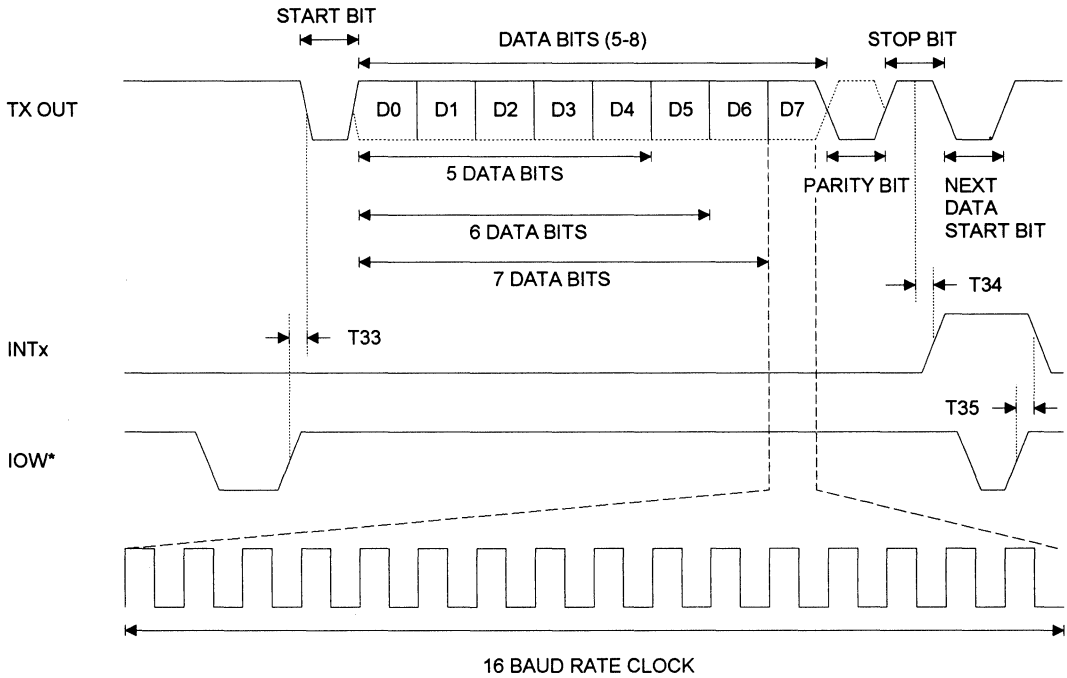 START BIT
DATA BITS (5-8)
STOP BIT
TX OUT
D0 D1 D2 D3 D4 D5 D6 D7
5 DATA BITS
PARITY BIT
NEXT
DATA
START BIT
6 DATA BITS
7 DATA BITS
T34
T33
INTx
T35
IOW*
16 BAUD RATE CLOCK